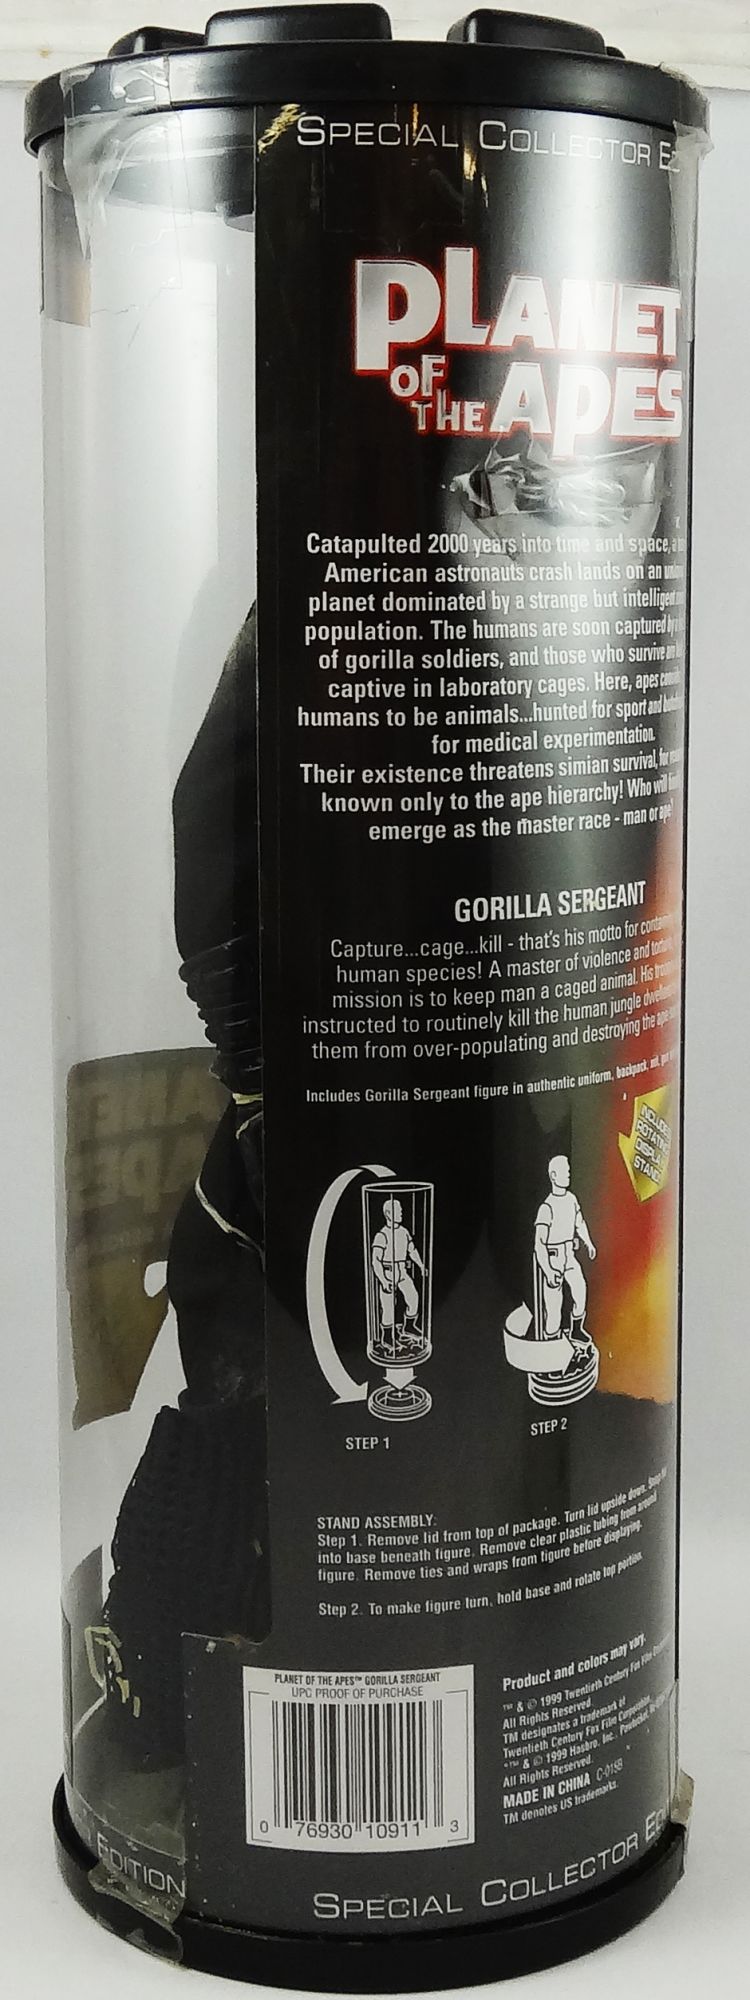 SPECIAL COLLECTOR
PLANET
OF THE APES
Catapulted 2000 years into time and space,
American astronauts crash lands on an
planet dominated by a strange but intelligent
population. The humans are soon captured by
of gorilla soldiers, and those who survive are
captive in laboratory cages. Here, apes
humans to be animals...hunted for sport and
for medical experimentation.
Their existence threatens simian survival, for
known only to the ape hierarchy! Who will
emerge as the master race - man or ape?
GORILLA SERGEANT
Capture...cage...kill - that's his motto for
human species! A master of violence and
mission is to keep man a caged animal. His
instructed to routinely kill the human jungle
them from over-populating and destroying the ape
Includes Gorilla Sergeant figure in authentic uniform, backpack,
INCLUDES
ROTATING
DISPLAY
STAND
STEP 1
STEP 2
STAND ASSEMBLY:
Step 1. Remove lid from top of package. Turn lid upside down. Snap
into base beneath figure. Remove clear plastic tubing from around
figure. Remove ties and wraps from figure before displaying.
Step 2. To make figure turn, hold base and rotate top portion.
PLANET OF THE APES™ GORILLA SERGEANT
UPC PROOF OF PURCHASE
0 76930 10911 3
Product and colors may vary.
™ & © 1999 Twentieth Century Fox Film
All Rights Reserved.
TM designates a trademark of
Twentieth Century Fox Film Corporation.
™ & © 1999 Hasbro, Inc., Pawtucket,
All Rights Reserved.
MADE IN CHINA C-015B
TM denotes US trademarks.
EDITION
SPECIAL COLLECTOR